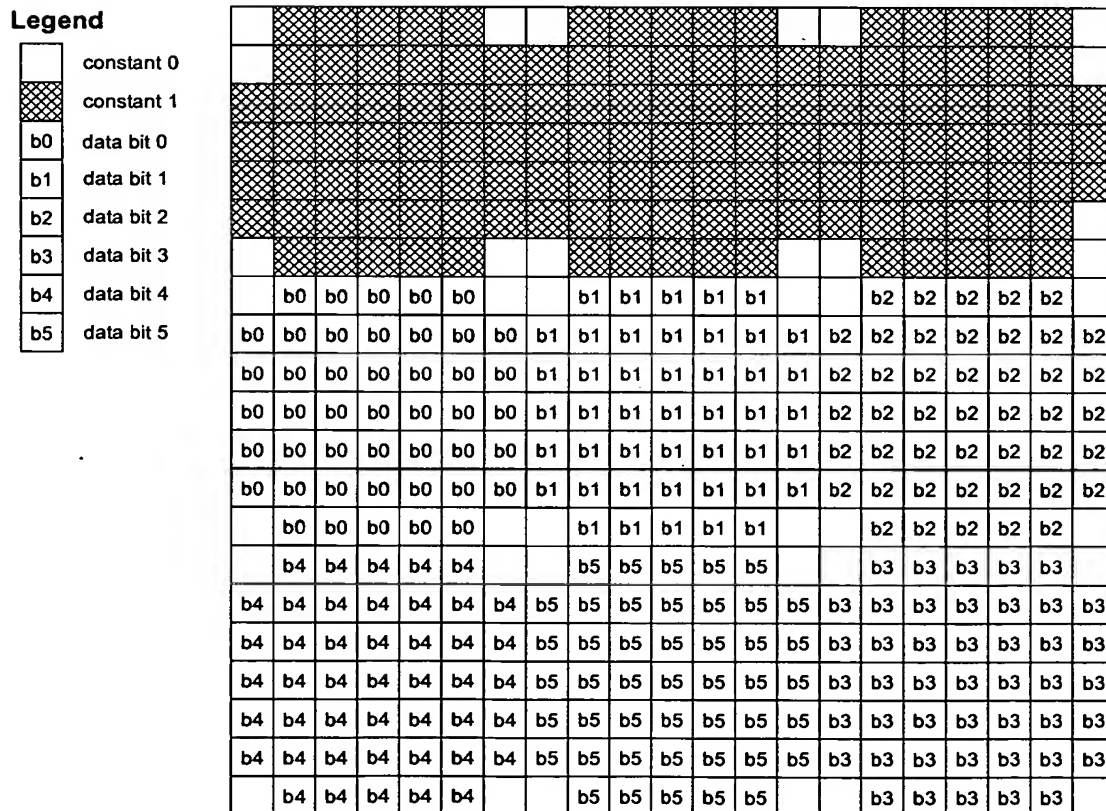 Legend
constant 0
constant 1
b0 data bit 0
b1 data bit 1
b2 data bit 2
b3 data bit 3
b4 data bit 4
b5 data bit 5
b0 b0 b0 b0 b0 b1 b1 b1 b1 b1 b2 b2 b2 b2 b2
b0 b0 b0 b0 b0 b0 b0 b1 b1 b1 b1 b1 b1 b1 b2 b2 b2 b2 b2 b2 b2
b0 b0 b0 b0 b0 b0 b0 b1 b1 b1 b1 b1 b1 b1 b2 b2 b2 b2 b2 b2 b2
b0 b0 b0 b0 b0 b0 b0 b1 b1 b1 b1 b1 b1 b1 b2 b2 b2 b2 b2 b2 b2
b0 b0 b0 b0 b0 b0 b0 b1 b1 b1 b1 b1 b1 b1 b2 b2 b2 b2 b2 b2 b2
b0 b0 b0 b0 b0 b0 b0 b1 b1 b1 b1 b1 b1 b1 b2 b2 b2 b2 b2 b2 b2
b0 b0 b0 b0 b0 b1 b1 b1 b1 b1 b2 b2 b2 b2 b2
b4 b4 b4 b4 b4 b5 b5 b5 b5 b5 b3 b3 b3 b3 b3
b4 b4 b4 b4 b4 b4 b4 b5 b5 b5 b5 b5 b5 b5 b3 b3 b3 b3 b3 b3 b3
b4 b4 b4 b4 b4 b4 b4 b5 b5 b5 b5 b5 b5 b5 b3 b3 b3 b3 b3 b3 b3
b4 b4 b4 b4 b4 b4 b4 b5 b5 b5 b5 b5 b5 b5 b3 b3 b3 b3 b3 b3 b3
b4 b4 b4 b4 b4 b4 b4 b5 b5 b5 b5 b5 b5 b5 b3 b3 b3 b3 b3 b3 b3
b4 b4 b4 b4 b4 b4 b4 b5 b5 b5 b5 b5 b5 b5 b3 b3 b3 b3 b3 b3 b3
b4 b4 b4 b4 b4 b5 b5 b5 b5 b5 b3 b3 b3 b3 b3